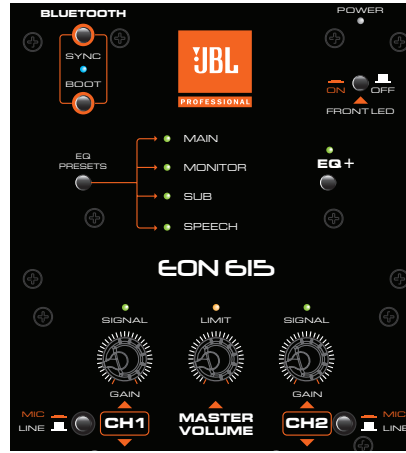 BLUETOOTH
SYNC
BOOT
JBL
PROFESSIONAL
POWER
ON OFF
FRONT LED
EQ
PRESETS
MAIN
MONITOR
SUB
SPEECH
EQ+
EON 615
SIGNAL LIMIT SIGNAL
GAIN GAIN
MIC
LINE
CH1
MASTER
VOLUME
CH2
MIC
LINE